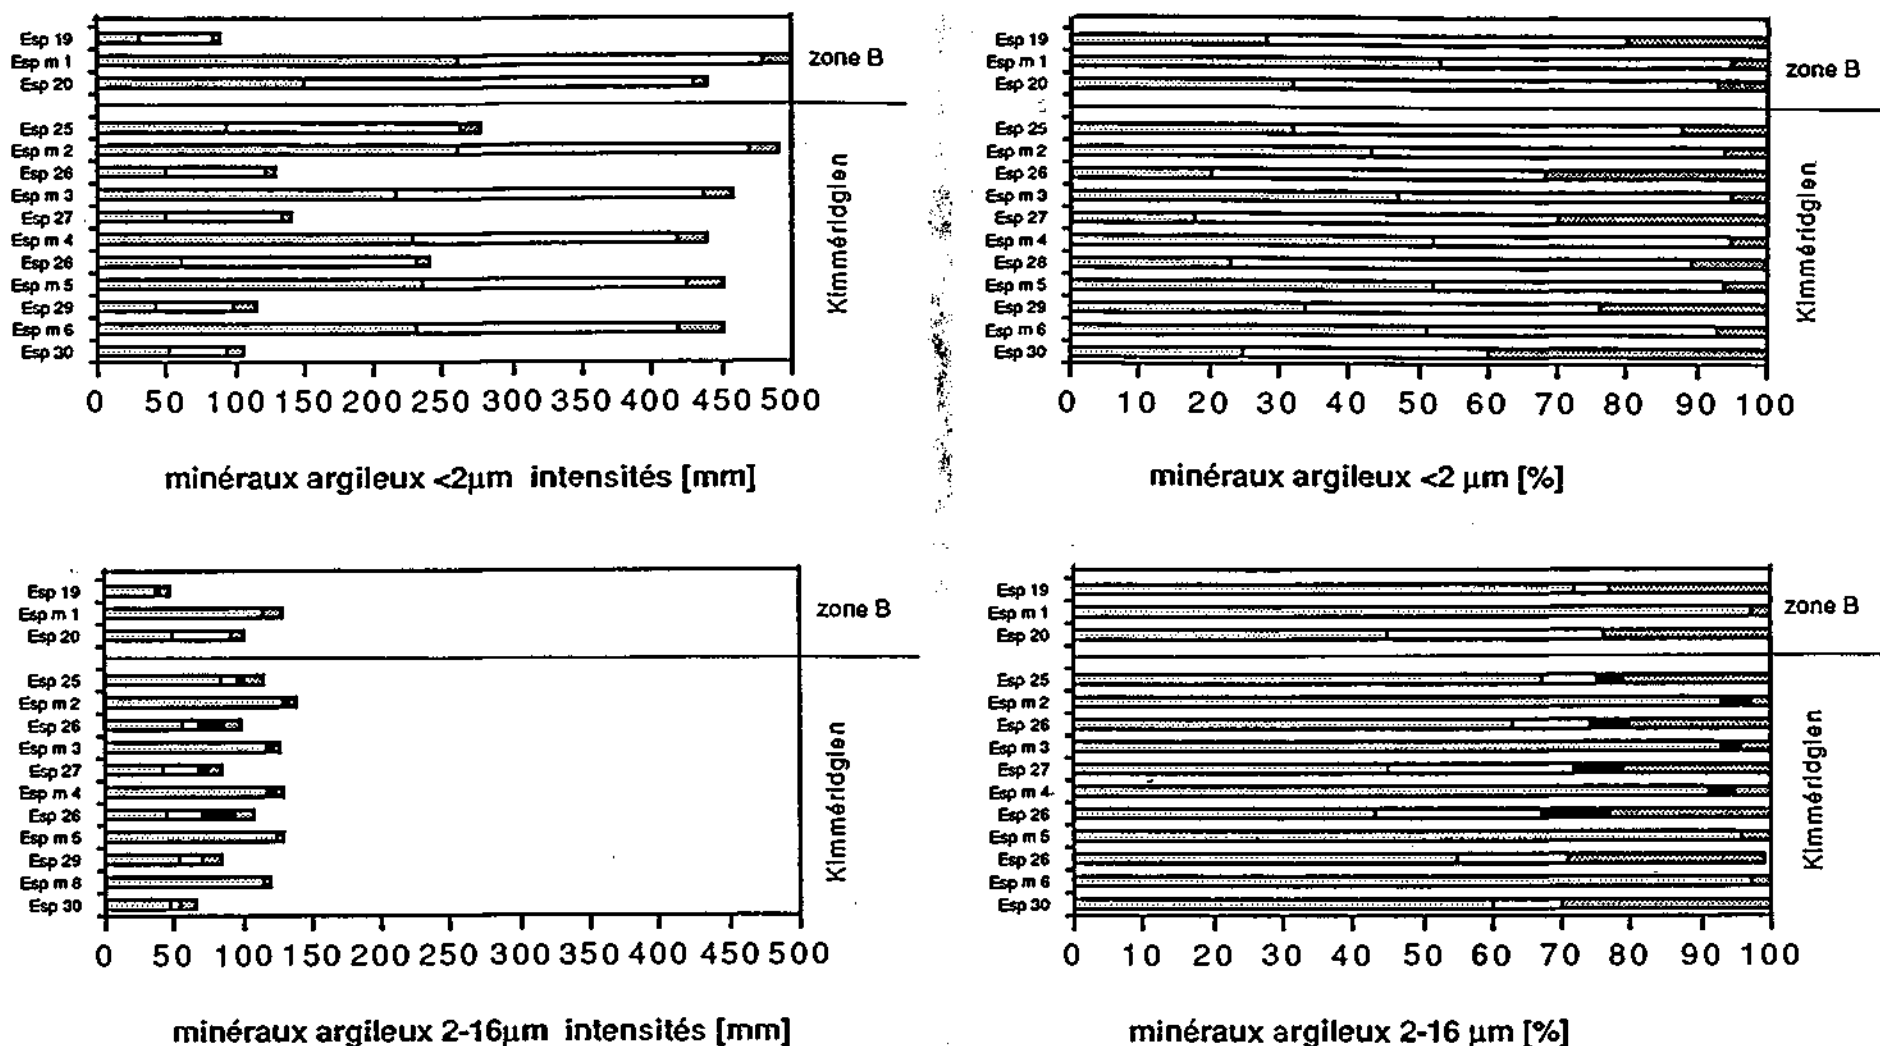 Esp 19
Esp m 1
Esp 20
Esp 25
Esp m 2
Esp 26
Esp m 3
Esp 27
Esp m 4
Esp 26
Esp m 5
Esp 29
Esp m 6
Esp 30
zone B
Kimméridgien
0 50 100 150 200 250 300 350 400 450 500
minéraux argileux <2µm intensités [mm]
Esp 19
Esp m 1
Esp 20
Esp 25
Esp m 2
Esp 26
Esp m 3
Esp 27
Esp m 4
Esp 28
Esp m 5
Esp 29
Esp m 6
Esp 30
zone B
Kimméridgien
0 10 20 30 40 50 60 70 80 90 100
minéraux argileux <2 µm [%]
Esp 19
Esp m 1
Esp 20
Esp 25
Esp m 2
Esp 26
Esp m 3
Esp 27
Esp m 4
Esp 26
Esp m 5
Esp 29
Esp m 8
Esp 30
zone B
Kimméridgien
0 50 100 150 200 250 300 350 400 450 500
minéraux argileux 2-16µm intensités [mm]
Esp 19
Esp m 1
Esp 20
Esp 25
Esp m 2
Esp 26
Esp m 3
Esp 27
Esp m 4
Esp 26
Esp m 5
Esp 26
Esp m 6
Esp 30
zone B
Kimméridgien
0 10 20 30 40 50 60 70 80 90 100
minéraux argileux 2-16 µm [%]